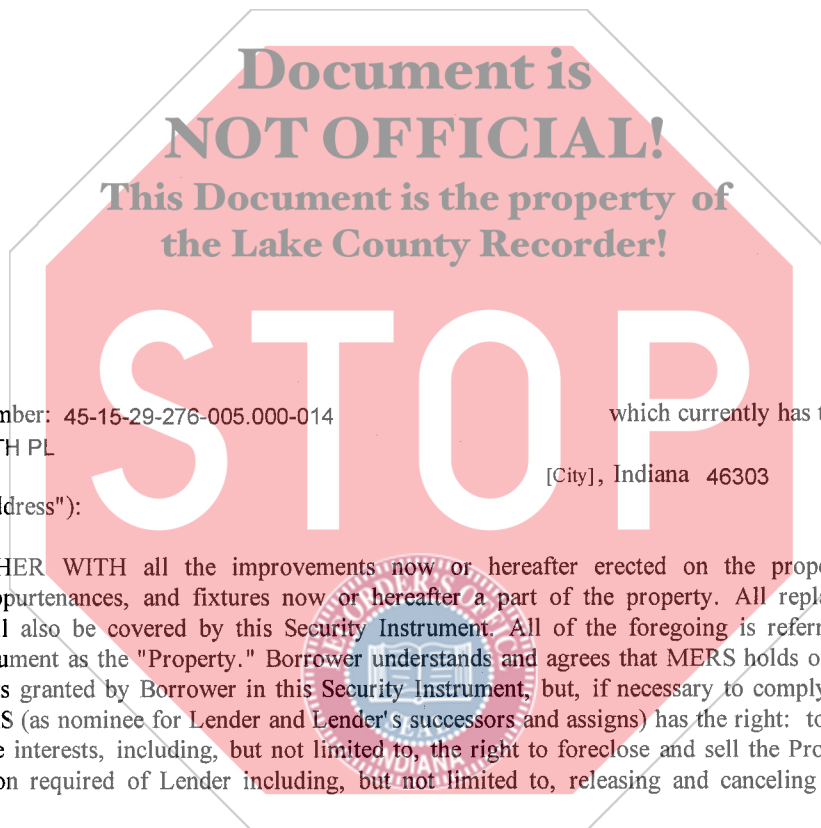 Document is
NOT OFFICIAL!
This Document is the property of
the Lake County Recorder!
STOP
mber: 45-15-29-276-005.000-014 which currently has t
TH PL
[City], Indiana 46303
ddress"):
HER WITH all the improvements now or hereafter erected on the prope
ppurtenances, and fixtures now or hereafter a part of the property. All repla
l also be covered by this Security Instrument. All of the foregoing is referr
ument as the "Property." Borrower understands and agrees that MERS holds o
s granted by Borrower in this Security Instrument, but, if necessary to comply
S (as nominee for Lender and Lender's successors and assigns) has the right: to
e interests, including, but not limited to, the right to foreclose and sell the Pro
on required of Lender including, but not limited to, releasing and canceling
SEAL
INDIANA